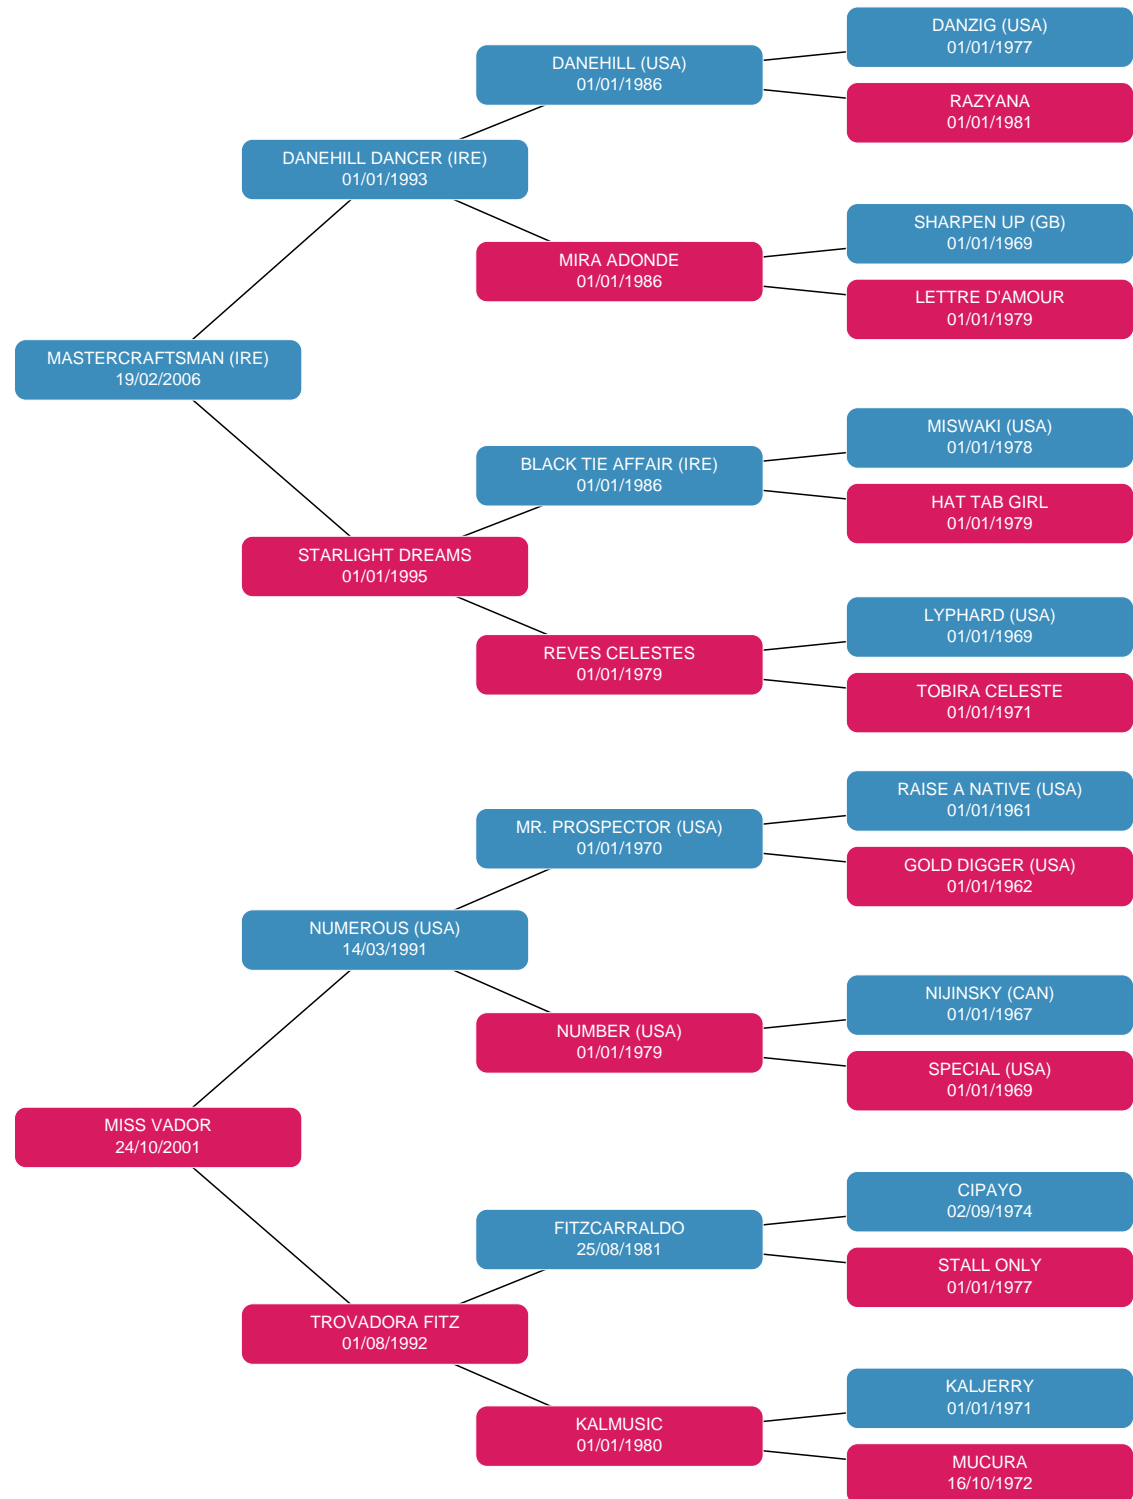 DANZIG (USA)
01/01/1977
DANEHILL (USA)
01/01/1986
RAZYANA
01/01/1981
DANEHILL DANCER (IRE)
01/01/1993
SHARPEN UP (GB)
01/01/1969
MIRA ADONDE
01/01/1986
LETTRE D'AMOUR
01/01/1979
MASTERCRAFTSMAN (IRE)
19/02/2006
MISWAKI (USA)
01/01/1978
BLACK TIE AFFAIR (IRE)
01/01/1986
HAT TAB GIRL
01/01/1979
STARLIGHT DREAMS
01/01/1995
LYPHARD (USA)
01/01/1969
REVES CELESTES
01/01/1979
TOBIRA CELESTE
01/01/1971
RAISE A NATIVE (USA)
01/01/1961
MR. PROSPECTOR (USA)
01/01/1970
GOLD DIGGER (USA)
01/01/1962
NUMEROUS (USA)
14/03/1991
NIJINSKY (CAN)
01/01/1967
NUMBER (USA)
01/01/1979
SPECIAL (USA)
01/01/1969
MISS VADOR
24/10/2001
CIPAYO
02/09/1974
FITZCARRALDO
25/08/1981
STALL ONLY
01/01/1977
TROVADORA FITZ
01/08/1992
KALJERRY
01/01/1971
KALMUSIC
01/01/1980
MUCURA
16/10/1972